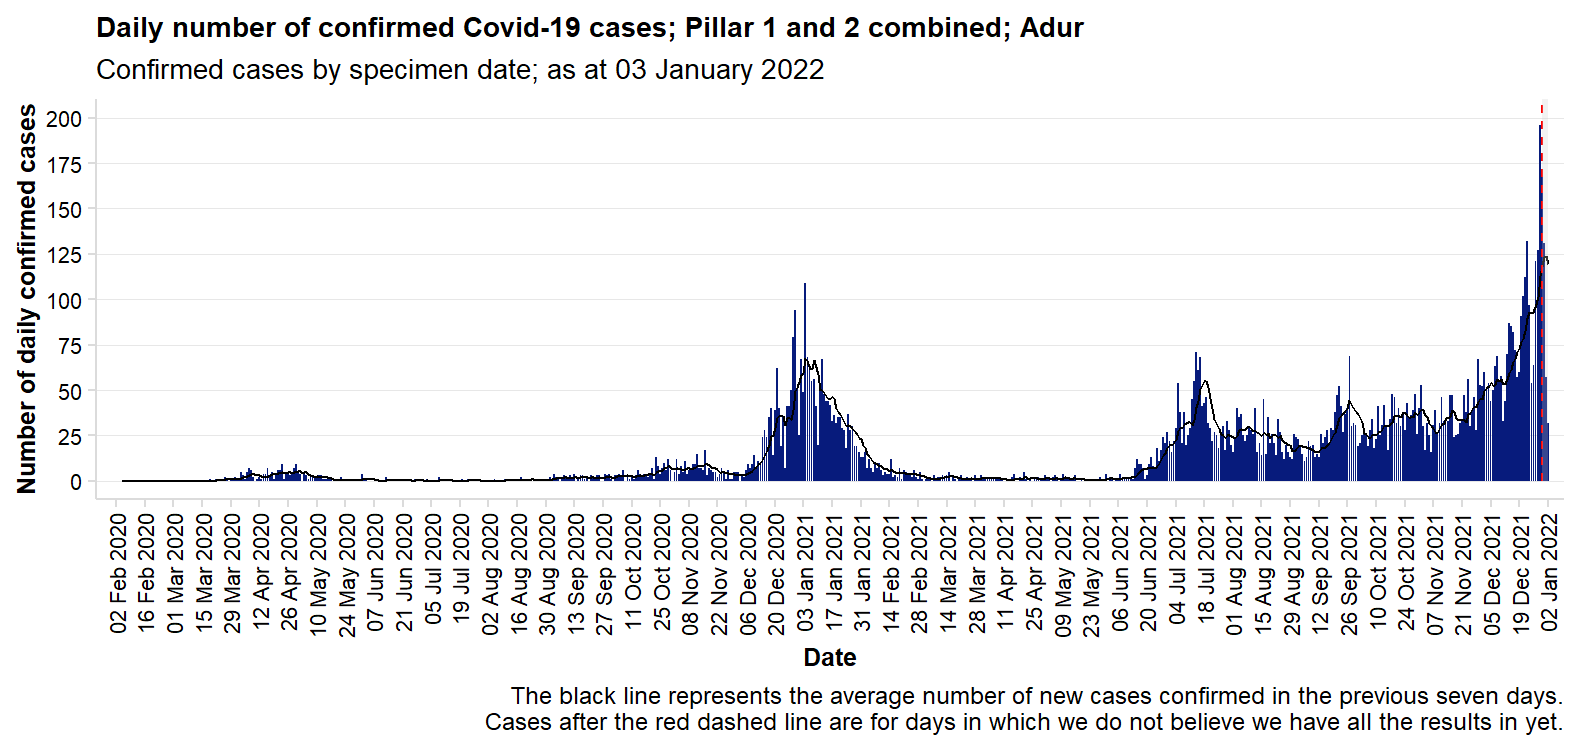 Daily number of confirmed Covid-19 cases; Pillar 1 and 2 combined; Adur
Confirmed cases by specimen date; as at 03 January 2022
Number of daily confirmed cases
200
175
150
125
100
75
50
25
0
02 Feb 2020
16 Feb 2020
01 Mar 2020
15 Mar 2020
29 Mar 2020
12 Apr 2020
26 Apr 2020
10 May 2020
24 May 2020
07 Jun 2020
21 Jun 2020
05 Jul 2020
19 Jul 2020
02 Aug 2020
16 Aug 2020
30 Aug 2020
13 Sep 2020
27 Sep 2020
11 Oct 2020
25 Oct 2020
08 Nov 2020
22 Nov 2020
06 Dec 2020
20 Dec 2020
03 Jan 2021
17 Jan 2021
31 Jan 2021
14 Feb 2021
28 Feb 2021
14 Mar 2021
28 Mar 2021
11 Apr 2021
25 Apr 2021
09 May 2021
23 May 2021
06 Jun 2021
20 Jun 2021
04 Jul 2021
18 Jul 2021
01 Aug 2021
15 Aug 2021
29 Aug 2021
12 Sep 2021
26 Sep 2021
10 Oct 2021
24 Oct 2021
07 Nov 2021
21 Nov 2021
05 Dec 2021
19 Dec 2021
02 Jan 2022
Date
The black line represents the average number of new cases confirmed in the previous seven days.
Cases after the red dashed line are for days in which we do not believe we have all the results in yet.